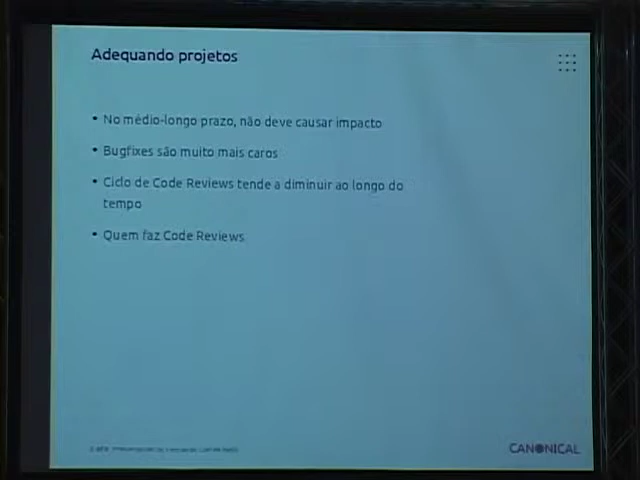 Adequando projetos
• No médio-longo prazo, não deve causar impacto
• Bugfixes são muito mais caros
• Ciclo de Code Reviews tende a diminuir ao longo do
tempo
• Quem faz Code Reviews
CANONICAL